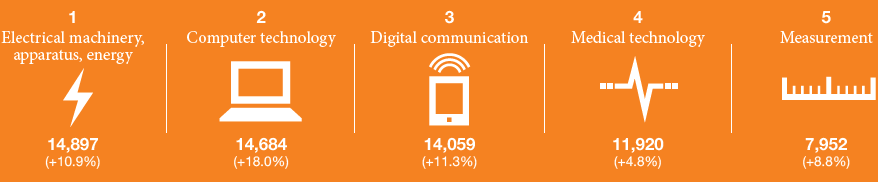 1
Electrical machinery,
apparatus, energy
14,897
(+10.9%)
2
Computer technology
14,684
(+18.0%)
3
Digital communication
14,059
(+11.3%)
4
Medical technology
11,920
(+4.8%)
5
Measurement
7,952
(+8.8%)